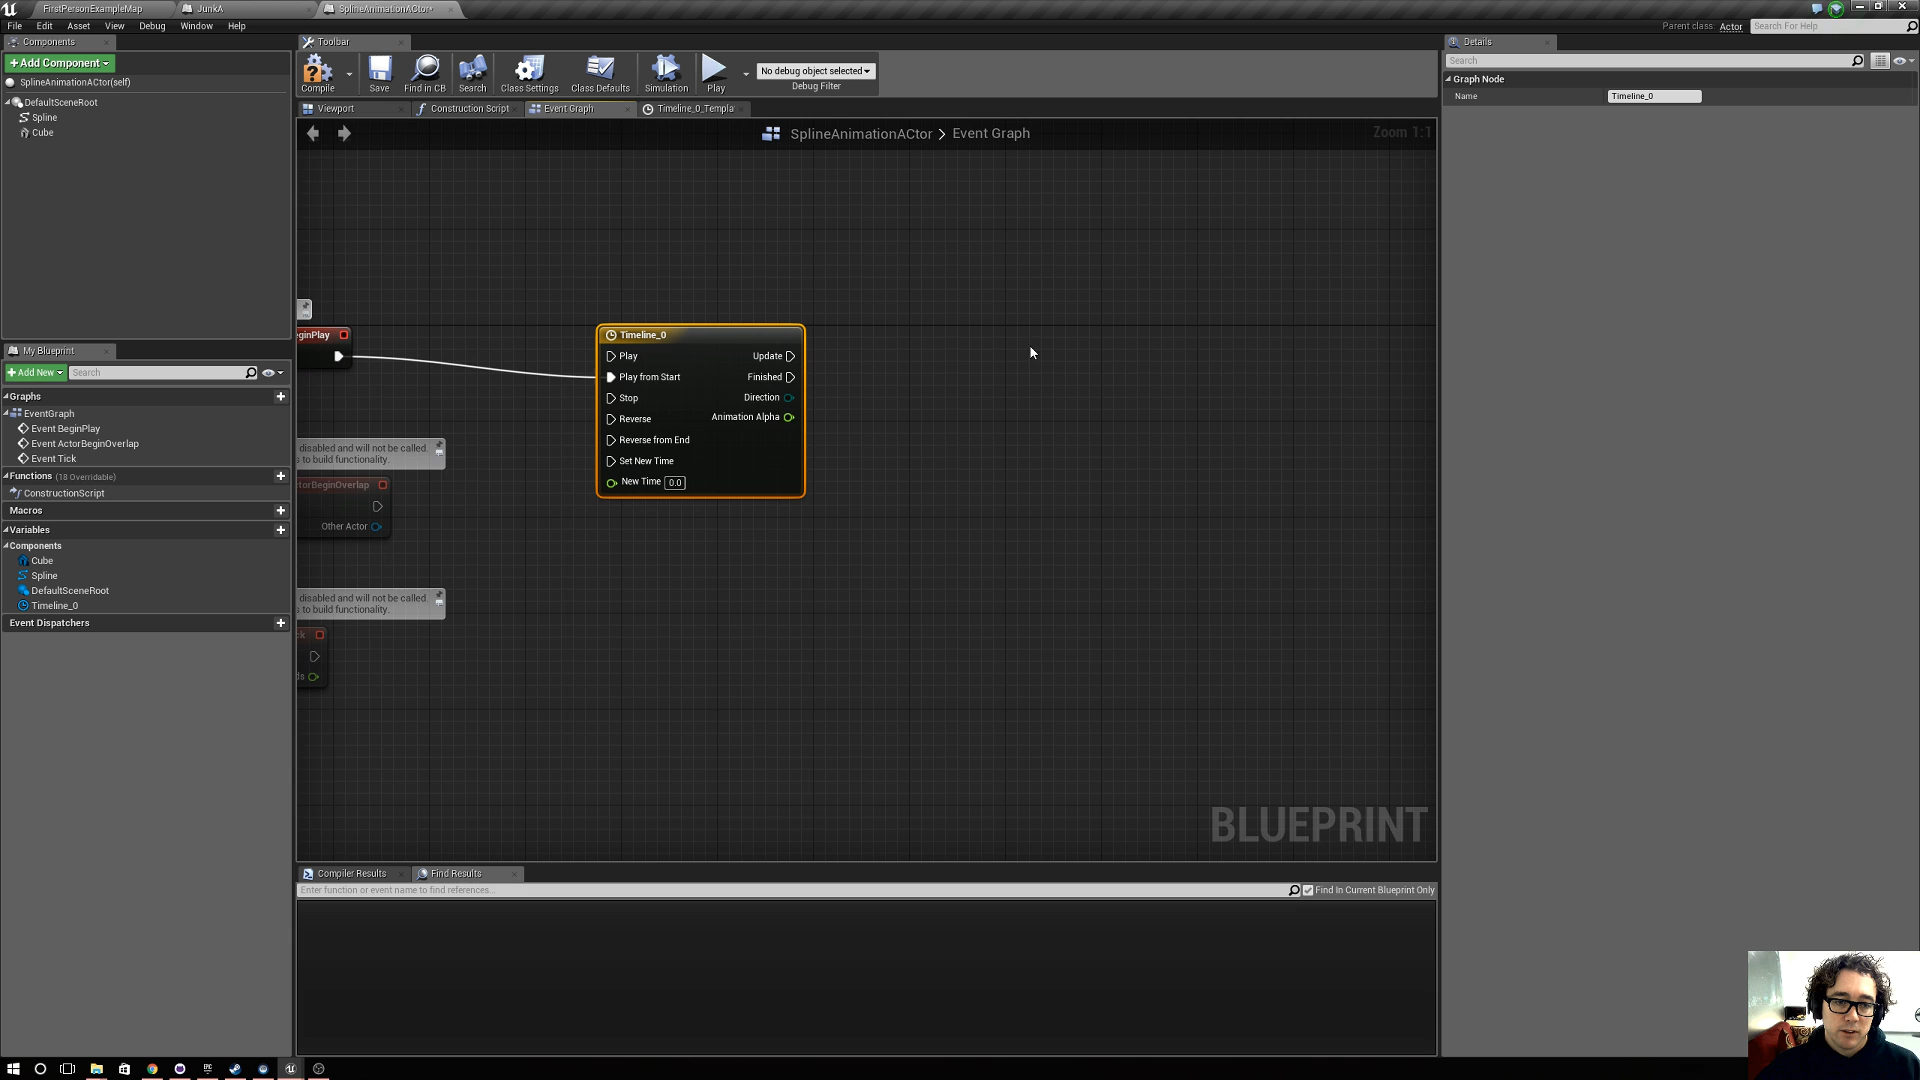 FirstPersonExampleMap
JunkA
SplineAnimationACtor*
File Edit Asset View Debug Window Help
Parent class: Actor
Search For Help
Components
+Add Component
SplineAnimationACtor(self)
DefaultSceneRoot
Spline
Cube
Toolbar
Compile
Save
Find in CB
Search
Class Settings
Class Defaults
Simulation
Play
No debug object selected
Debug Filter
Viewport
Construction Script
Event Graph
Timeline_0_Templa
SplineAnimationACtor > Event Graph
Zoom 1:1
eginPlay
Timeline_0
Play
Play from Start
Stop
Reverse
Reverse from End
Set New Time
New Time 0.0
Update
Finished
Direction
Animation Alpha
disabled and will not be called.
s to build functionality.
ctorBeginOverlap
Other Actor
disabled and will not be called.
s to build functionality.
ck
ds
BLUEPRINT
My Blueprint
+Add New
Search
Graphs
EventGraph
Event BeginPlay
Event ActorBeginOverlap
Event Tick
Functions (18 Overridable)
ConstructionScript
Macros
Variables
Components
Cube
Spline
DefaultSceneRoot
Timeline_0
Event Dispatchers
Compiler Results
Find Results
Enter function or event name to find references...
Find In Current Blueprint Only
Details
Search
Graph Node
Name
Timeline_0